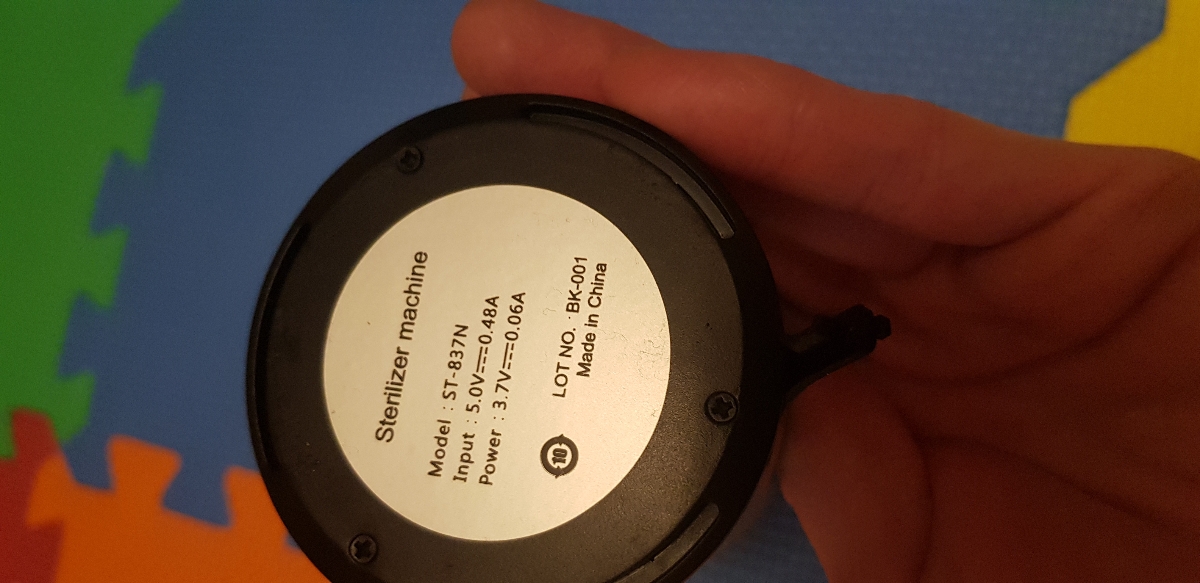 Sterilizer machine
Model : ST-837N
Input : 5.0V⎓0.48A
Power : 3.7V⎓0.06A
LOT NO. : BK-001
Made in China
10